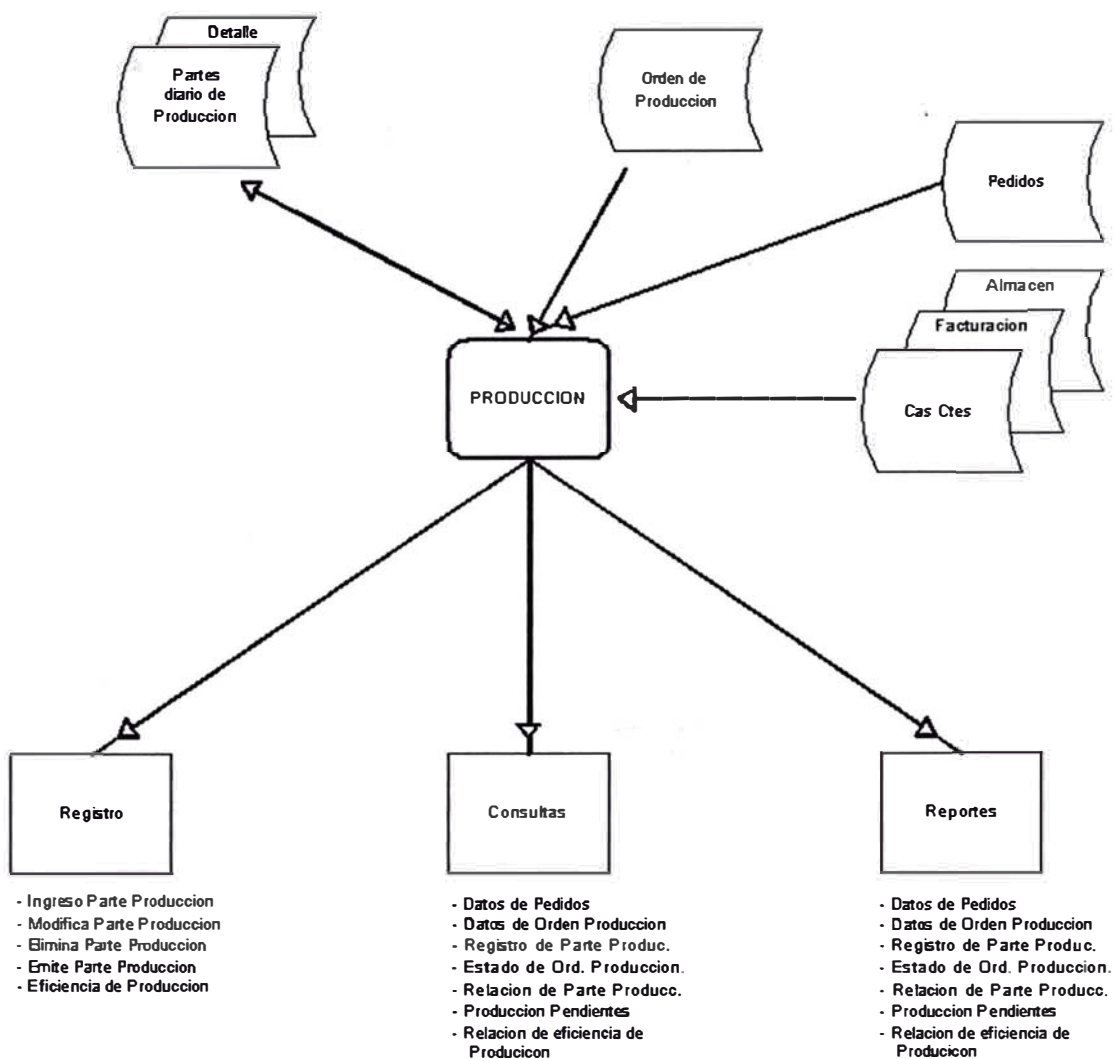 Detalle
Partes
diario de
Produccion
Orden de
Produccion
Pedidos
Almacen
Facturacion
Cas Ctes
PRODUCCION
Registro
- Ingreso Parte Produccion
- Modifica Parte Produccion
- Elimina Parte Produccion
- Emite Parte Produccion
- Eficiencia de Produccion
Consultas
- Datos de Pedidos
- Datos de Orden Produccion
- Registro de Parte Produc.
- Estado de Ord. Produccion.
- Relacion de Parte Producc.
- Produccion Pendientes
- Relacion de eficiencia de
Producicon
Reportes
- Datos de Pedidos
- Datos de Orden Produccion
- Registro de Parte Produc.
- Estado de Ord. Produccion.
- Relacion de Parte Producc.
- Produccion Pendientes
- Relacion de eficiencia de
Producicon